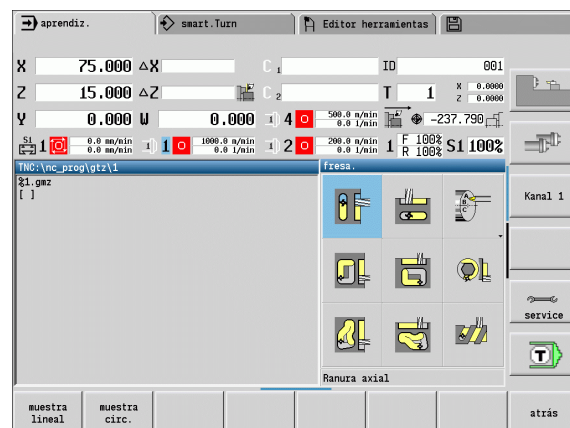 aprendiz. smart.Turn Editor herramientas
X 75.000 △X C 1 ID 001
Z 15.000 △Z C 2 T 1 X 0.0000 Z 0.0000
Y 0.000 W 0.000 4 500.0 m/min 0.0 1/min -237.790
S1 1 0.0 mm/min 0.0 1/min 1 1000.0 m/min 0.0 1/min 2 200.0 m/min 0.0 1/min 1 F 100% R 100% S1 100%
TNC:\nc_prog\gtz\1 fresa.
%1.gmz
[ ]
A
B
C
Kanal 1
service
T
Ranura axial
muestra lineal
muestra circ.
atrás